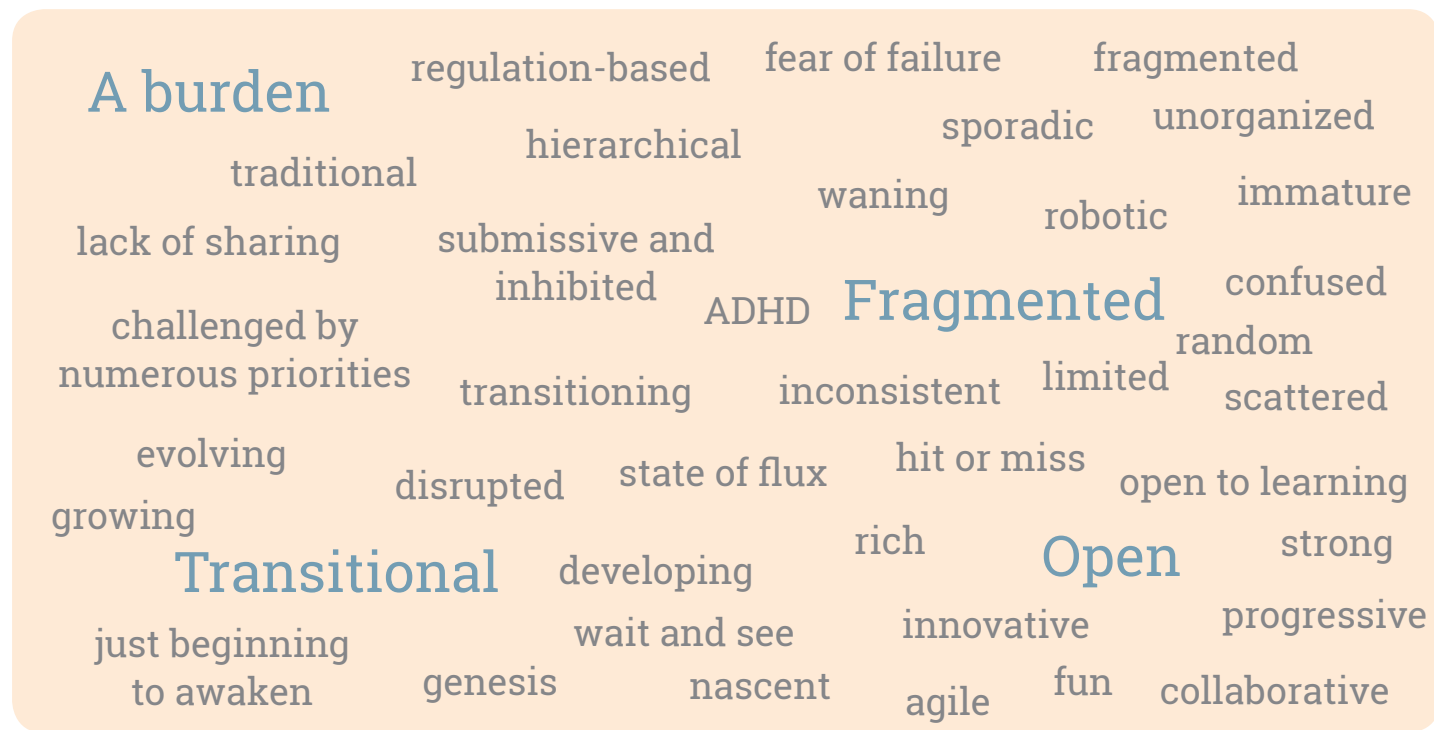 A burden
regulation-based
fear of failure
fragmented
sporadic
unorganized
hierarchical
traditional
waning
robotic
immature
lack of sharing
submissive and
inhibited
ADHD
Fragmented
confused
challenged by
numerous priorities
random
transitioning
inconsistent
limited
scattered
evolving
disrupted
state of flux
hit or miss
open to learning
growing
Transitional
developing
rich
Open
strong
just beginning
to awaken
wait and see
innovative
progressive
genesis
nascent
agile
fun
collaborative